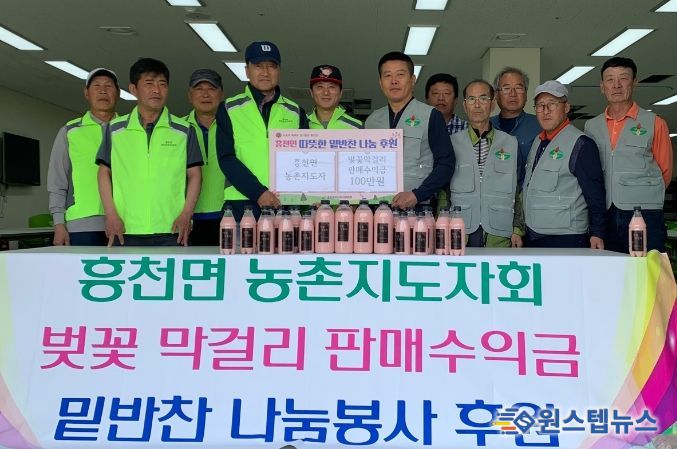 흥천면 따뜻한 밑반찬 나눔 후원
흥천면
농촌지도자
벚꽃막걸리
판매수익금
100만원
흥천면 농촌지도자회
벚꽃 막걸리 판매수익금
밑반찬 나눔봉사 후원
원스텝뉴스